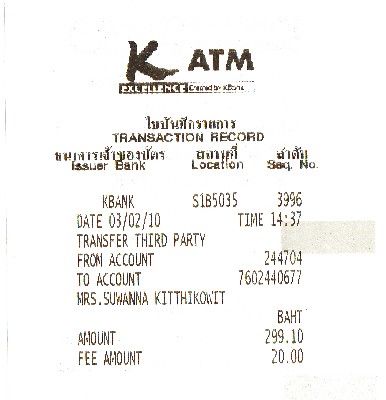 K ATM
EXCELLENCE Created by KBank
ใบบันทึกรายการ
TRANSACTION RECORD
ธนาคารเจ้าของบัตร สถานที่ ลำดับ
Issuer Bank Location Seq. No.
KBANK S1B5035 3996
DATE 03/02/10 TIME 14:37
TRANSFER THIRD PARTY
FROM ACCOUNT 244704
TO ACCOUNT 7602440677
MRS.SUWANNA KITTHIKOWIT
BAHT
AMOUNT 299.10
FEE AMOUNT 20.00